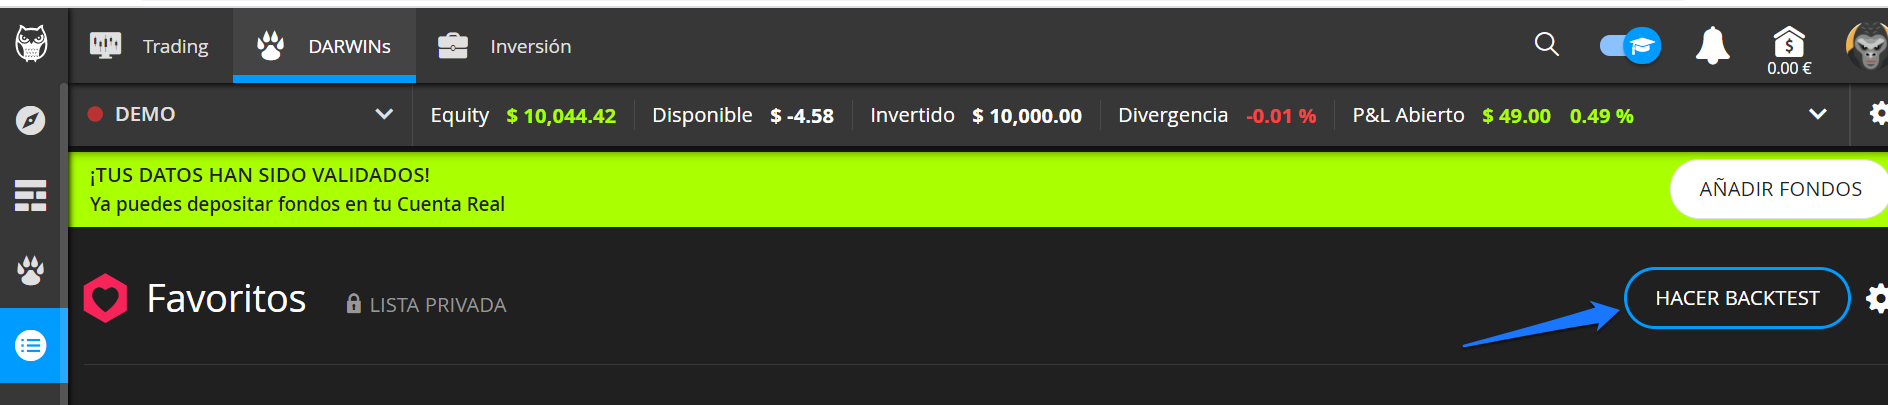 Trading DARWINs Inversión
0.00 €
DEMO Equity $ 10,044.42 Disponible $ -4.58 Invertido $ 10,000.00 Divergencia -0.01 % P&L Abierto $ 49.00 0.49 %
¡TUS DATOS HAN SIDO VALIDADOS!
Ya puedes depositar fondos en tu Cuenta Real
AÑADIR FONDOS
Favoritos LISTA PRIVADA HACER BACKTEST